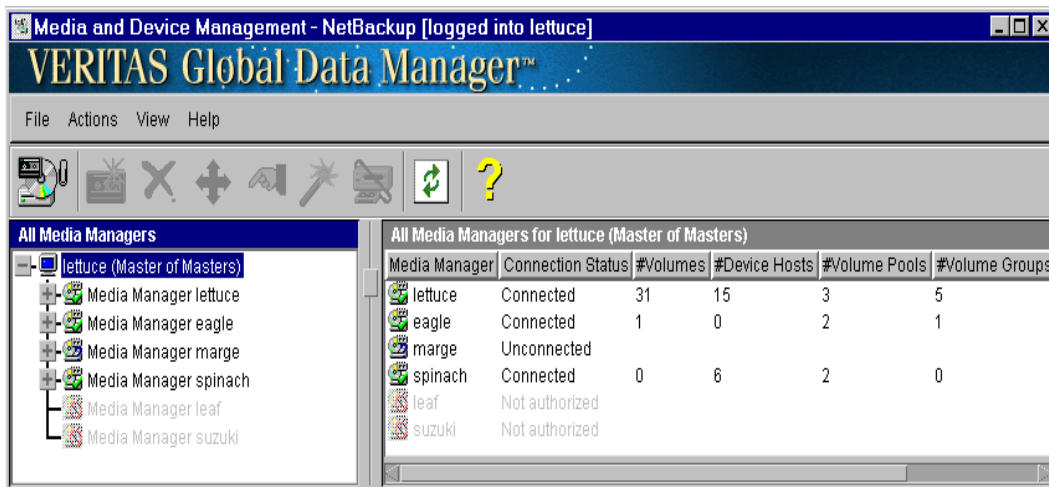 Media and Device Management - NetBackup [logged into lettuce]
VERITAS Global Data Manager™
File Actions View Help
All Media Managers
lettuce (Master of Masters)
Media Manager lettuce
Media Manager eagle
Media Manager marge
Media Manager spinach
Media Manager leaf
Media Manager suzuki
All Media Managers for lettuce (Master of Masters)
Media Manager Connection Status #Volumes #Device Hosts #Volume Pools #Volume Groups
lettuce Connected 31 15 3 5
eagle Connected 1 0 2 1
marge Unconnected
spinach Connected 0 6 2 0
leaf Not authorized
suzuki Not authorized